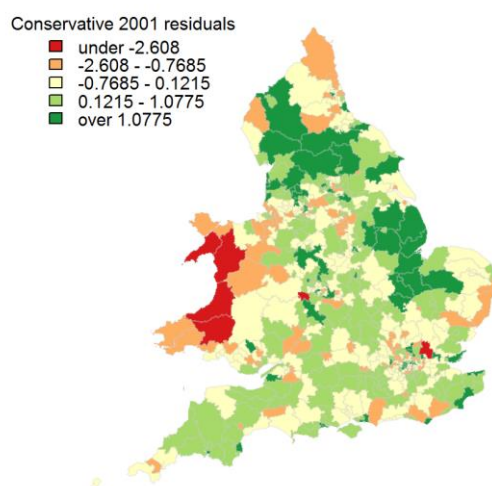 Conservative 2001 residuals
under -2.608
-2.608 - -0.7685
-0.7685 - 0.1215
0.1215 - 1.0775
over 1.0775